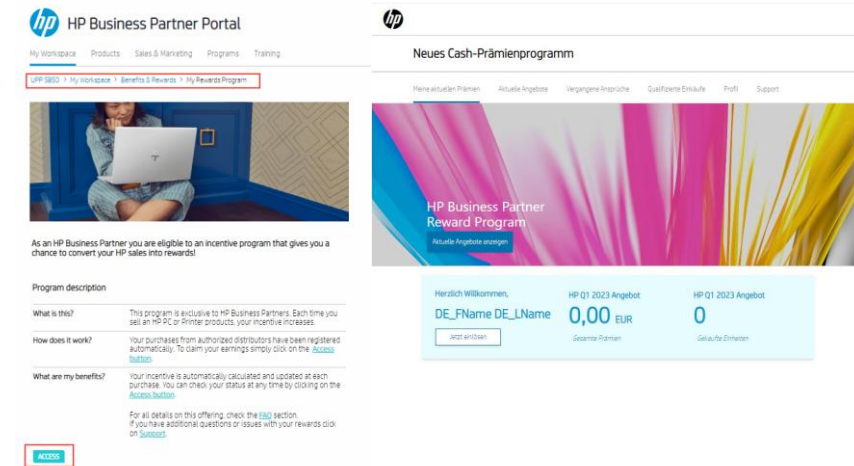 hp HP Business Partner Portal
My Workspace Products Sales & Marketing Programs Training
UPP SBSO > My Workspace > Benefits & Rewards > My Rewards Program
As an HP Business Partner you are eligible to an incentive program that gives you a
chance to convert your HP sales into rewards!
Program description
What is this?
This program is exclusive to HP Business Partners. Each time you
sell an HP PC or Printer products, your incentive increases.
How does it work?
Your purchases from authorized distributors have been registered
automatically. To claim your earnings simply click on the Access
button.
What are my benefits?
Your incentive is automatically calculated and updated at each
purchase. You can check your status at any time by clicking on the
Access button.
For all details on this offering, check the FAQ section.
If you have additional questions or issues with your rewards click
on Support.
ACCESS
hp
Neues Cash-Prämienprogramm
Meine aktuellen Prämien Aktuelle Angebote Vergangene Ansprüche Qualifizierte Einkäufe Profil Support
HP Business Partner
Reward Program
Aktuelle Angebote anzeigen
Herzlich Willkommen,
DE_FName DE_LName
Jetzt einlösen
HP Q1 2023 Angebot
0,00 EUR
Gesamte Prämien
HP Q1 2023 Angebot
0
Gekaufte Einheiten